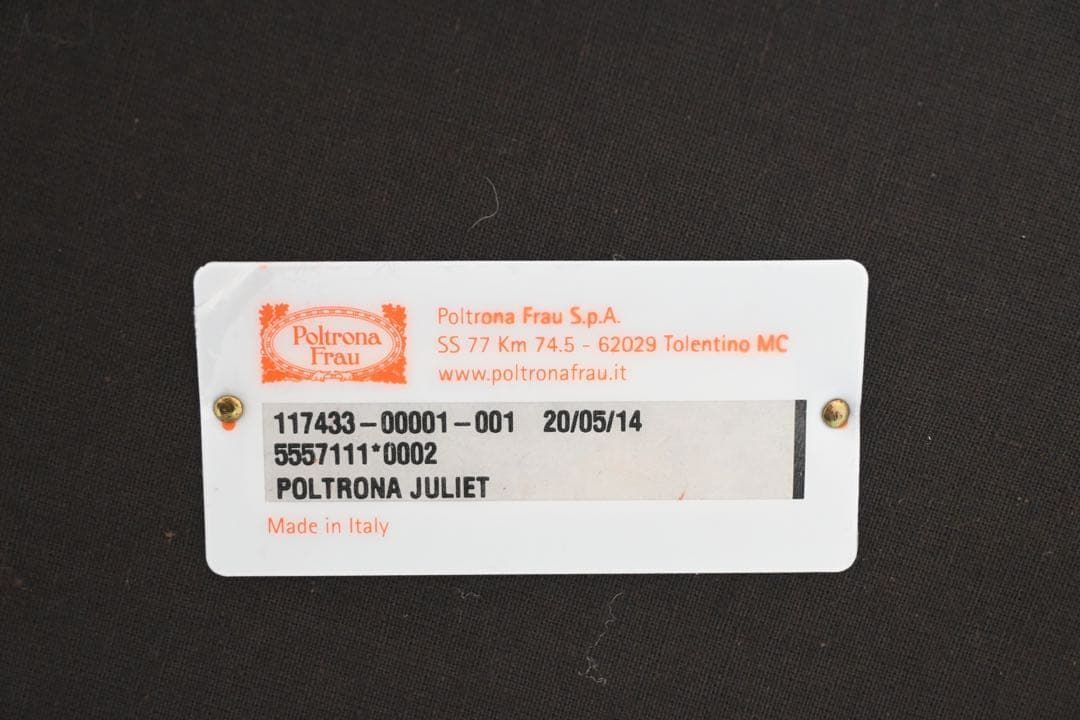 Poltrona
Frau
Poltrona Frau S.p.A.
SS 77 Km 74.5 - 62029 Tolentino MC
www.poltronafrau.it
117433-00001-001 20/05/14
5557111*0002
POLTRONA JULIET
Made in Italy